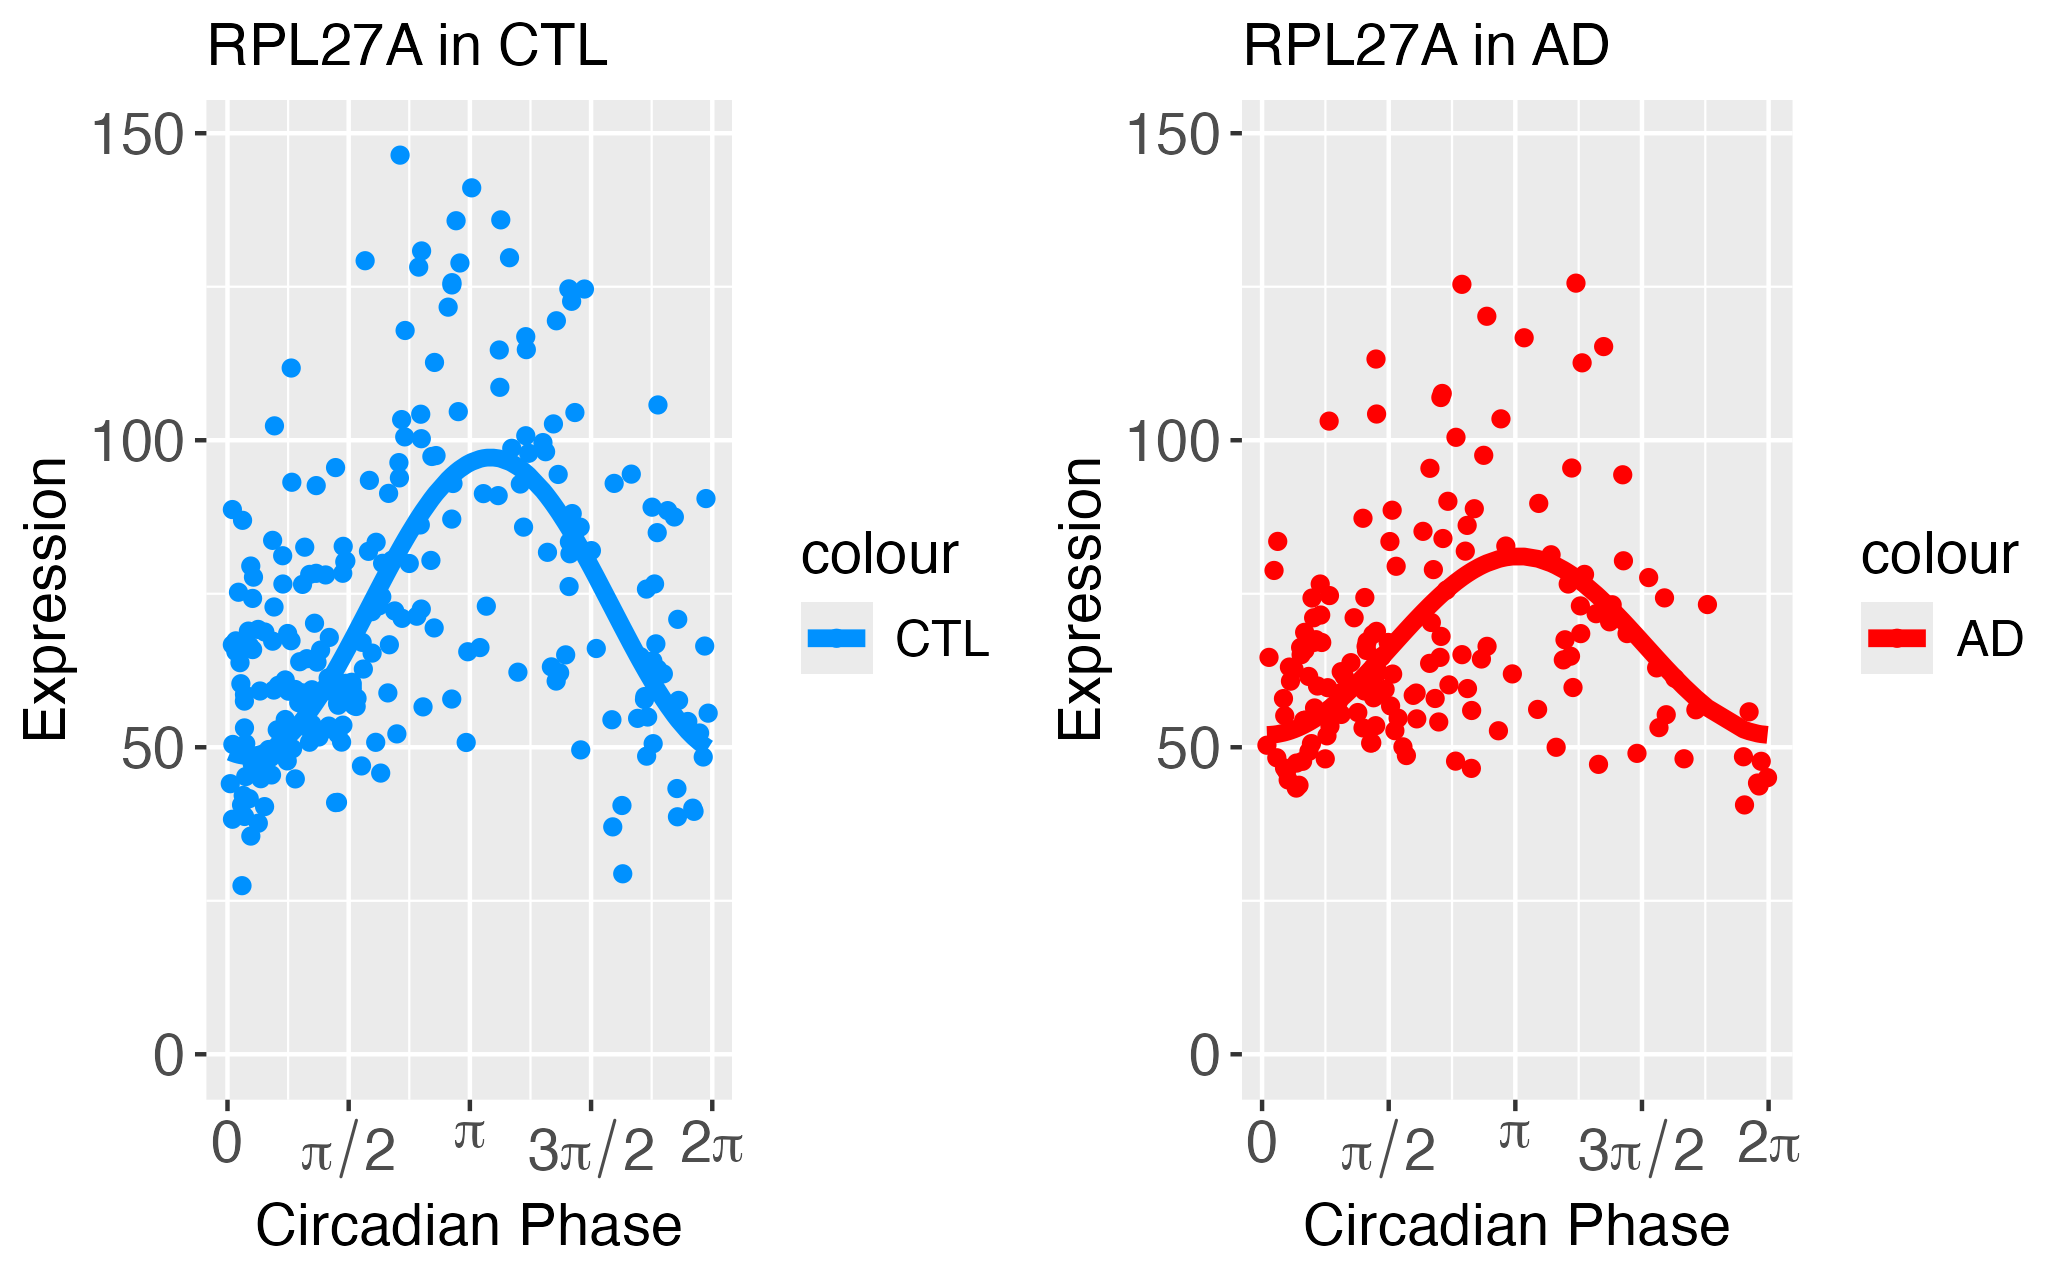 RPL27A in CTL
150
100
50
0
Expression
0 π/2 π 3π/2 2π
Circadian Phase
colour
CTL
RPL27A in AD
150
100
50
0
Expression
0 π/2 π 3π/2 2π
Circadian Phase
colour
AD